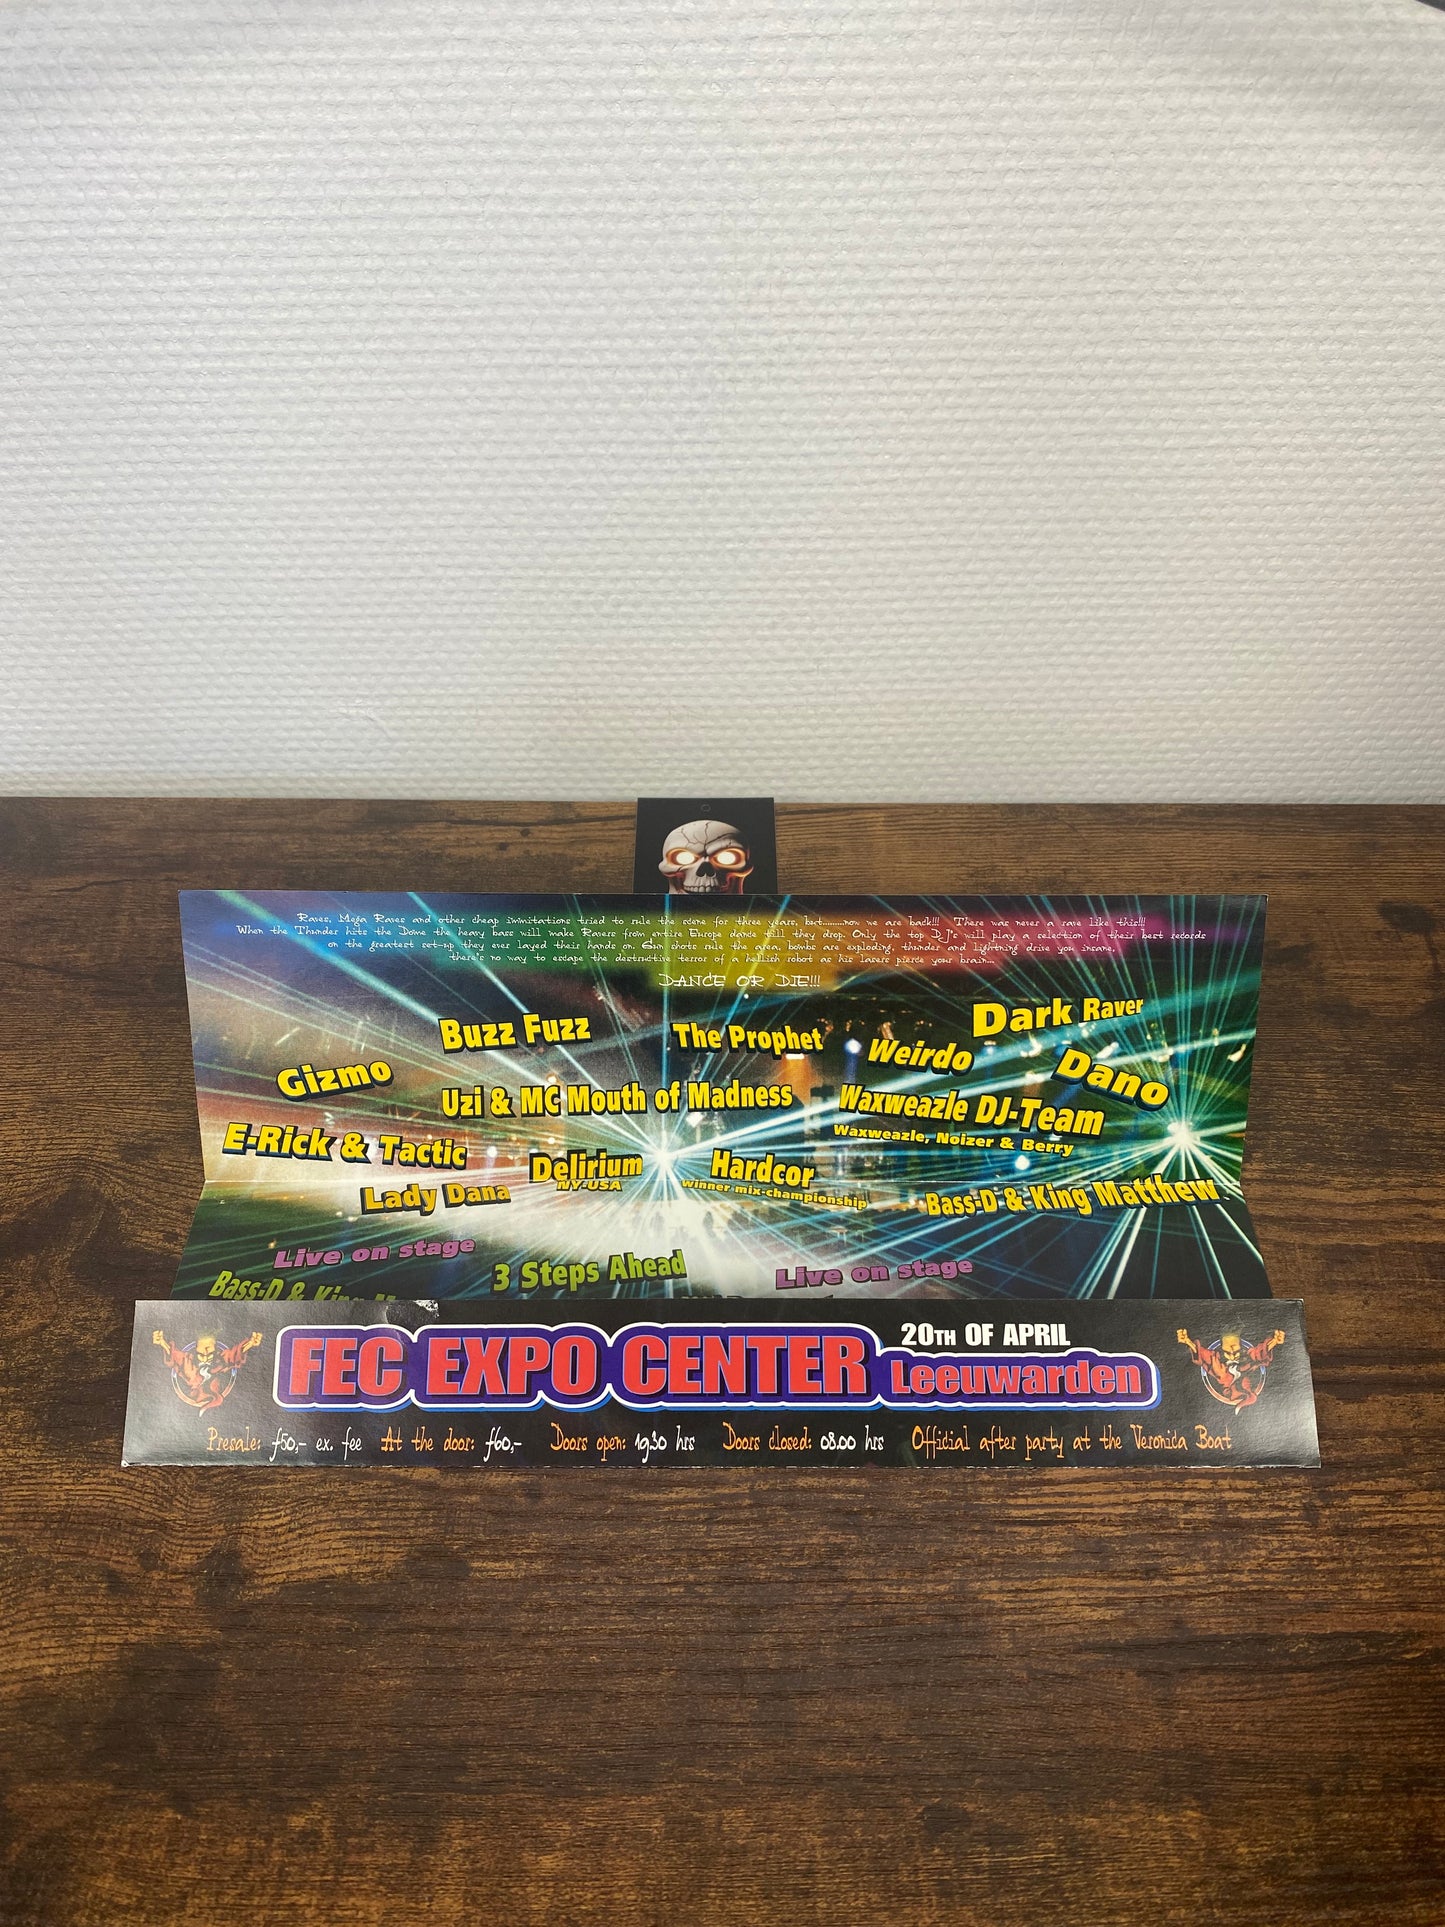 Raves, Mega Raves and other cheap immitations tried to rule the scene for three years, but.........now we are back!!! There was never a rave like this!!!
When the Thunder hits the Dome the heavy bass will make Ravers from entire Europe dance till they drop. Only the top DJ's will play a selection of their best records
on the greatest set-up they ever layed their hands on. Gun shots rule the area, bombs are exploding, thunder and lightning drive you insane,
there's no way to escape the destructive terror of a hellish robot as his lasers pierce your brain...
DANCE OR DIE!!!
Buzz Fuzz
The Prophet
Dark Raver
Gizmo
Weirdo
Dano
Uzi & MC Mouth of Madness
Waxweazle DJ-Team
Waxweazle, Noizer & Berry
E-Rick & Tactic
Delirium
NY-USA
Hardcor
winner mix-championship
Lady Dana
Bass-D & King Matthew
Live on stage
3 Steps Ahead
Live on stage
Bass-D & King
FEC EXPO CENTER
20TH OF APRIL
Leeuwarden
Presale: f50,- ex. fee At the door: f60,- Doors open: 19.30 hrs Doors closed: 08.00 hrs Official after party at the Veronica Boat